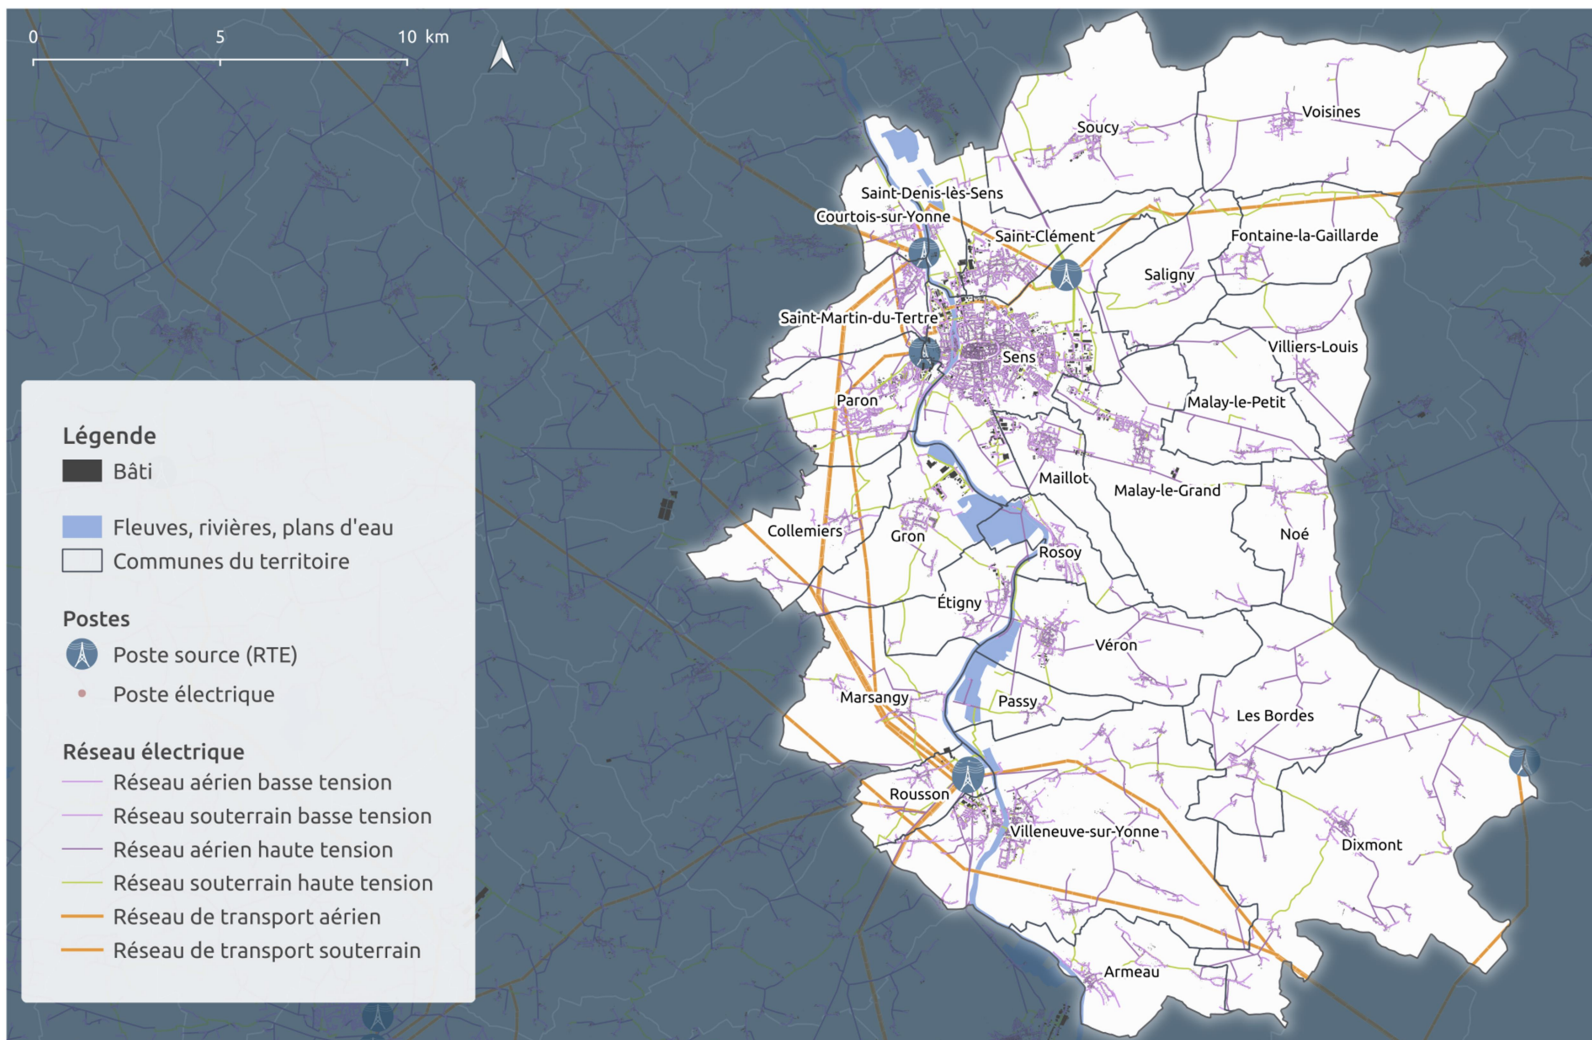 0 5 10 km
Voisines
Soucy
Saint-Denis-lès-Sens
Courtois-sur-Yonne
Saint-Clément
Fontaine-la-Gaillarde
Saligny
Saint-Martin-du-Tertre
Sens
Villiers-Louis
Paron
Malay-le-Petit
Maillot
Malay-le-Grand
Collemiers
Gron
Noé
Rosoy
Étigny
Véron
Marsangy
Passy
Les Bordes
Rousson
Villeneuve-sur-Yonne
Dixmont
Armeau
Légende
Bâti
Fleuves, rivières, plans d'eau
Communes du territoire
Postes
Poste source (RTE)
Poste électrique
Réseau électrique
Réseau aérien basse tension
Réseau souterrain basse tension
Réseau aérien haute tension
Réseau souterrain haute tension
Réseau de transport aérien
Réseau de transport souterrain